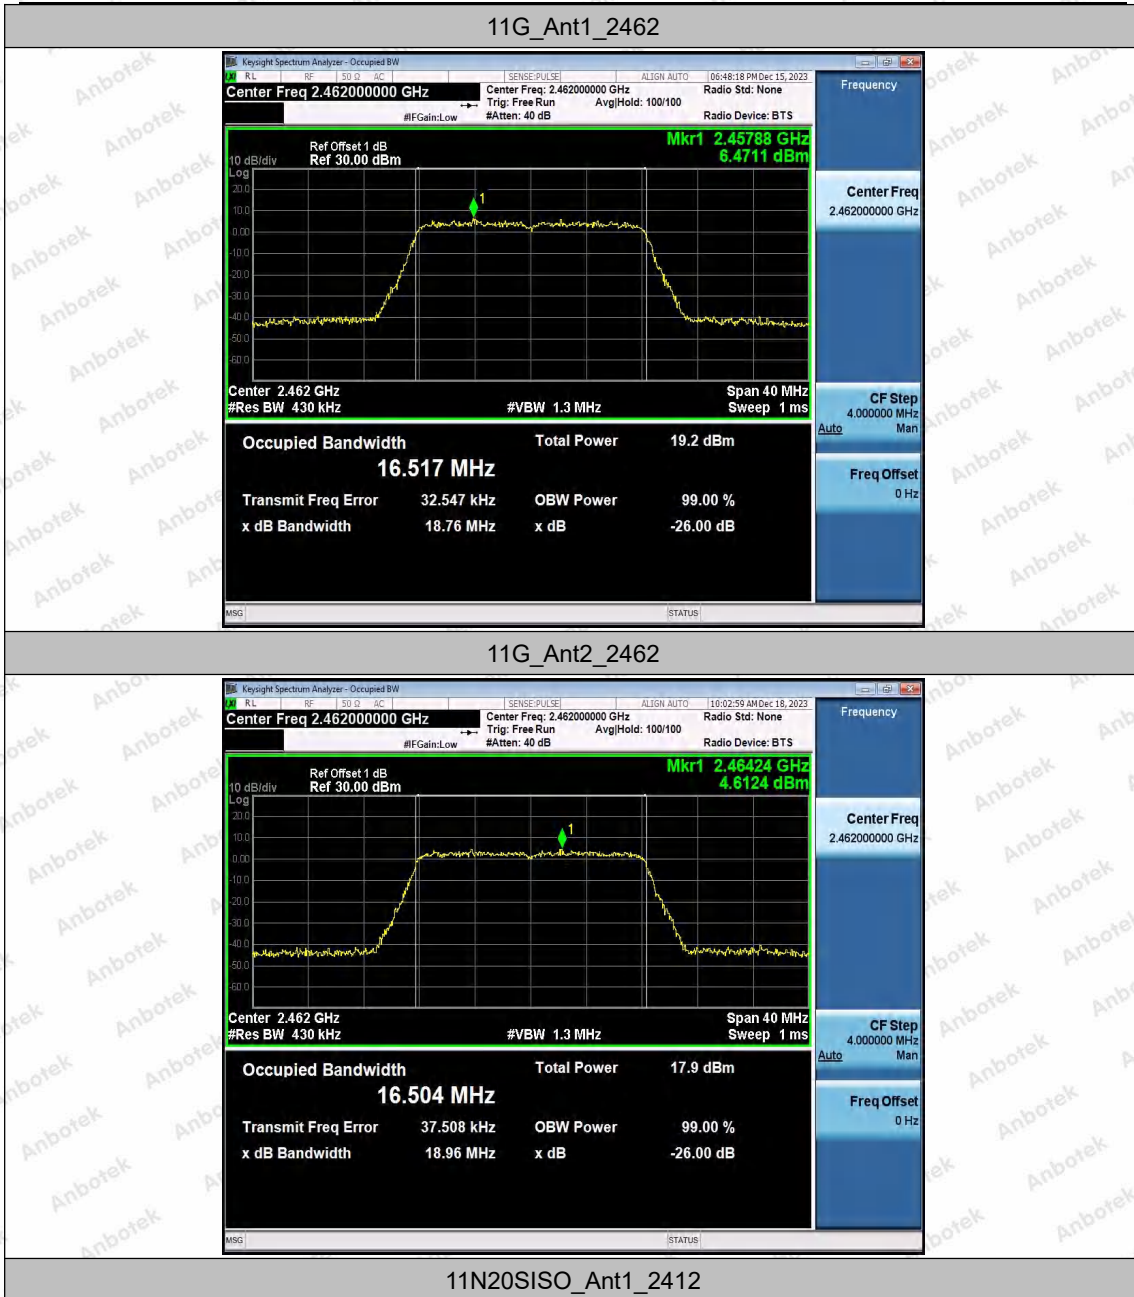 11G_Ant1_2462
Keysight Spectrum Analyzer - Occupied BW
LXI RL RF 50 Ω AC SENSE:PULSE ALIGN AUTO 06:48:18 PM Dec 15, 2023
Center Freq 2.462000000 GHz
Center Freq: 2.462000000 GHz Radio Std: None
Trig: Free Run Avg|Hold: 100/100
#IFGain:Low #Atten: 40 dB Radio Device: BTS
Frequency
Ref Offset 1 dB Mkr1 2.45788 GHz
10 dB/div Ref 30.00 dBm 6.4711 dBm
Log
20.0
1
10.0
0.00
-10.0
-20.0
-30.0
-40.0
-50.0
-60.0
Center Freq
2.462000000 GHz
Center 2.462 GHz Span 40 MHz
#Res BW 430 kHz #VBW 1.3 MHz Sweep 1 ms
CF Step
4.000000 MHz
Auto Man
Occupied Bandwidth Total Power 19.2 dBm
16.517 MHz
Freq Offset
0 Hz
Transmit Freq Error 32.547 kHz OBW Power 99.00 %
x dB Bandwidth 18.76 MHz x dB -26.00 dB
MSG STATUS
11G_Ant2_2462
Keysight Spectrum Analyzer - Occupied BW
LXI RL RF 50 Ω AC SENSE:PULSE ALIGN AUTO 10:02:59 AM Dec 18, 2023
Center Freq 2.462000000 GHz
Center Freq: 2.462000000 GHz Radio Std: None
Trig: Free Run Avg|Hold: 100/100
#IFGain:Low #Atten: 40 dB Radio Device: BTS
Frequency
Ref Offset 1 dB Mkr1 2.46424 GHz
10 dB/div Ref 30.00 dBm 4.6124 dBm
Log
20.0
1
10.0
0.00
-10.0
-20.0
-30.0
-40.0
-50.0
-60.0
Center Freq
2.462000000 GHz
Center 2.462 GHz Span 40 MHz
#Res BW 430 kHz #VBW 1.3 MHz Sweep 1 ms
CF Step
4.000000 MHz
Auto Man
Occupied Bandwidth Total Power 17.9 dBm
16.504 MHz
Freq Offset
0 Hz
Transmit Freq Error 37.508 kHz OBW Power 99.00 %
x dB Bandwidth 18.96 MHz x dB -26.00 dB
MSG STATUS
11N20SISO_Ant1_2412
Anbotek